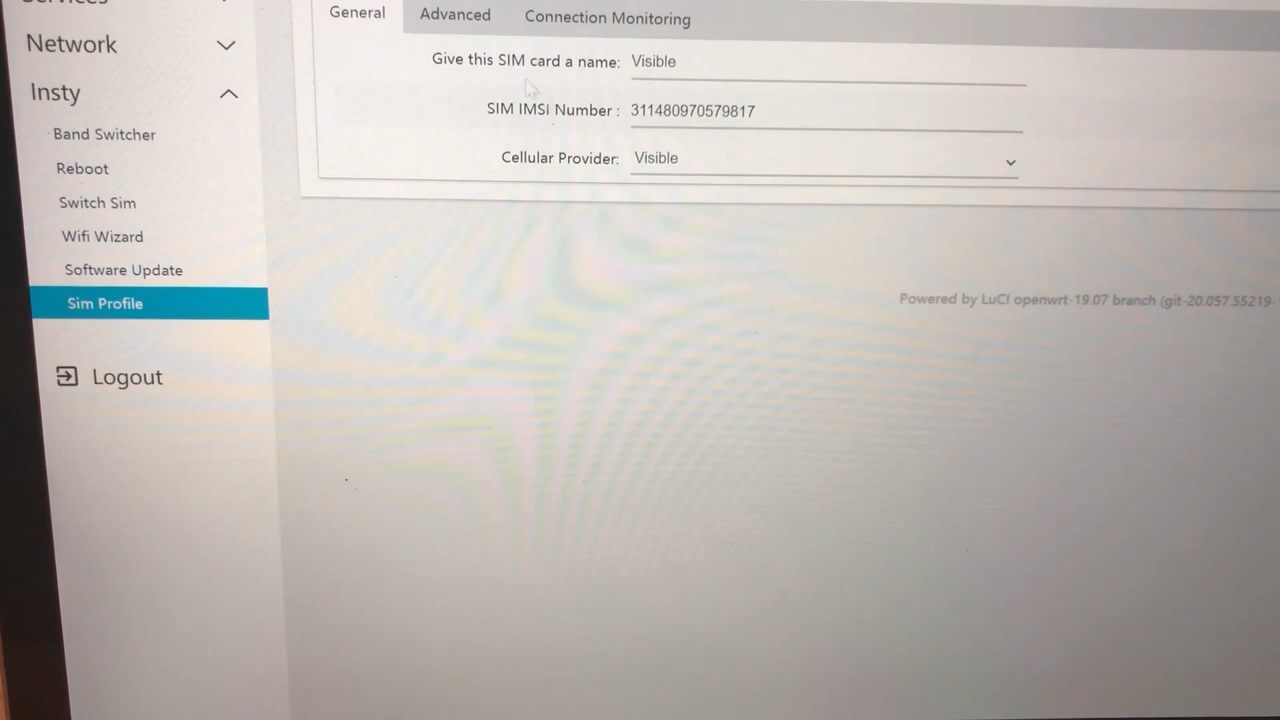 General Advanced Connection Monitoring
Network
Give this SIM card a name: Visible
Insty
SIM IMSI Number : 311480970579817
Band Switcher
Cellular Provider: Visible
Reboot
Switch Sim
Wifi Wizard
Software Update
Sim Profile
Powered by LuCI openwrt-19.07 branch (git-20.057.55219-
Logout